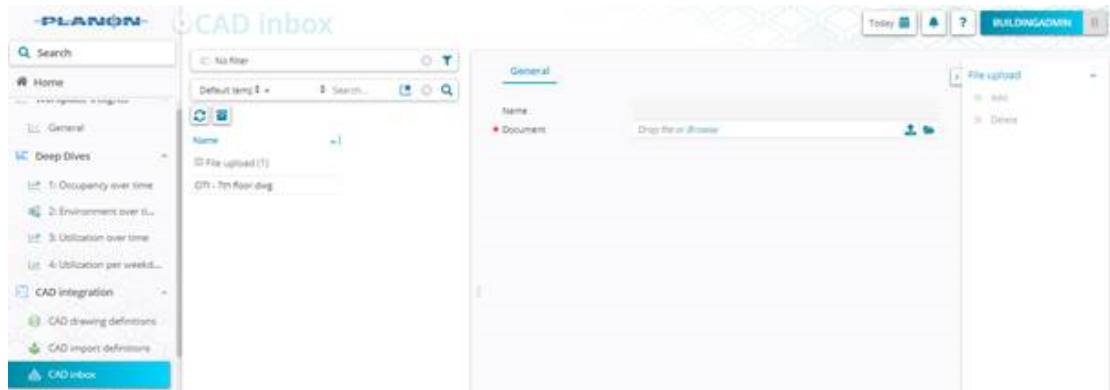 PLANON
CAD inbox
Today
?
BUILDINGADMIN
B
Search
Home
General
Deep Dives
1: Occupancy over time
2: Environment over ti...
3: Utilization over time
4: Utilization per weekd...
CAD integration
CAD drawing definitions
CAD import definitions
CAD inbox
No filter
Search...
Name
File upload (1)
7th floor.dwg
General
Name
Document
Drop file or Browse
File upload
Add
Delete